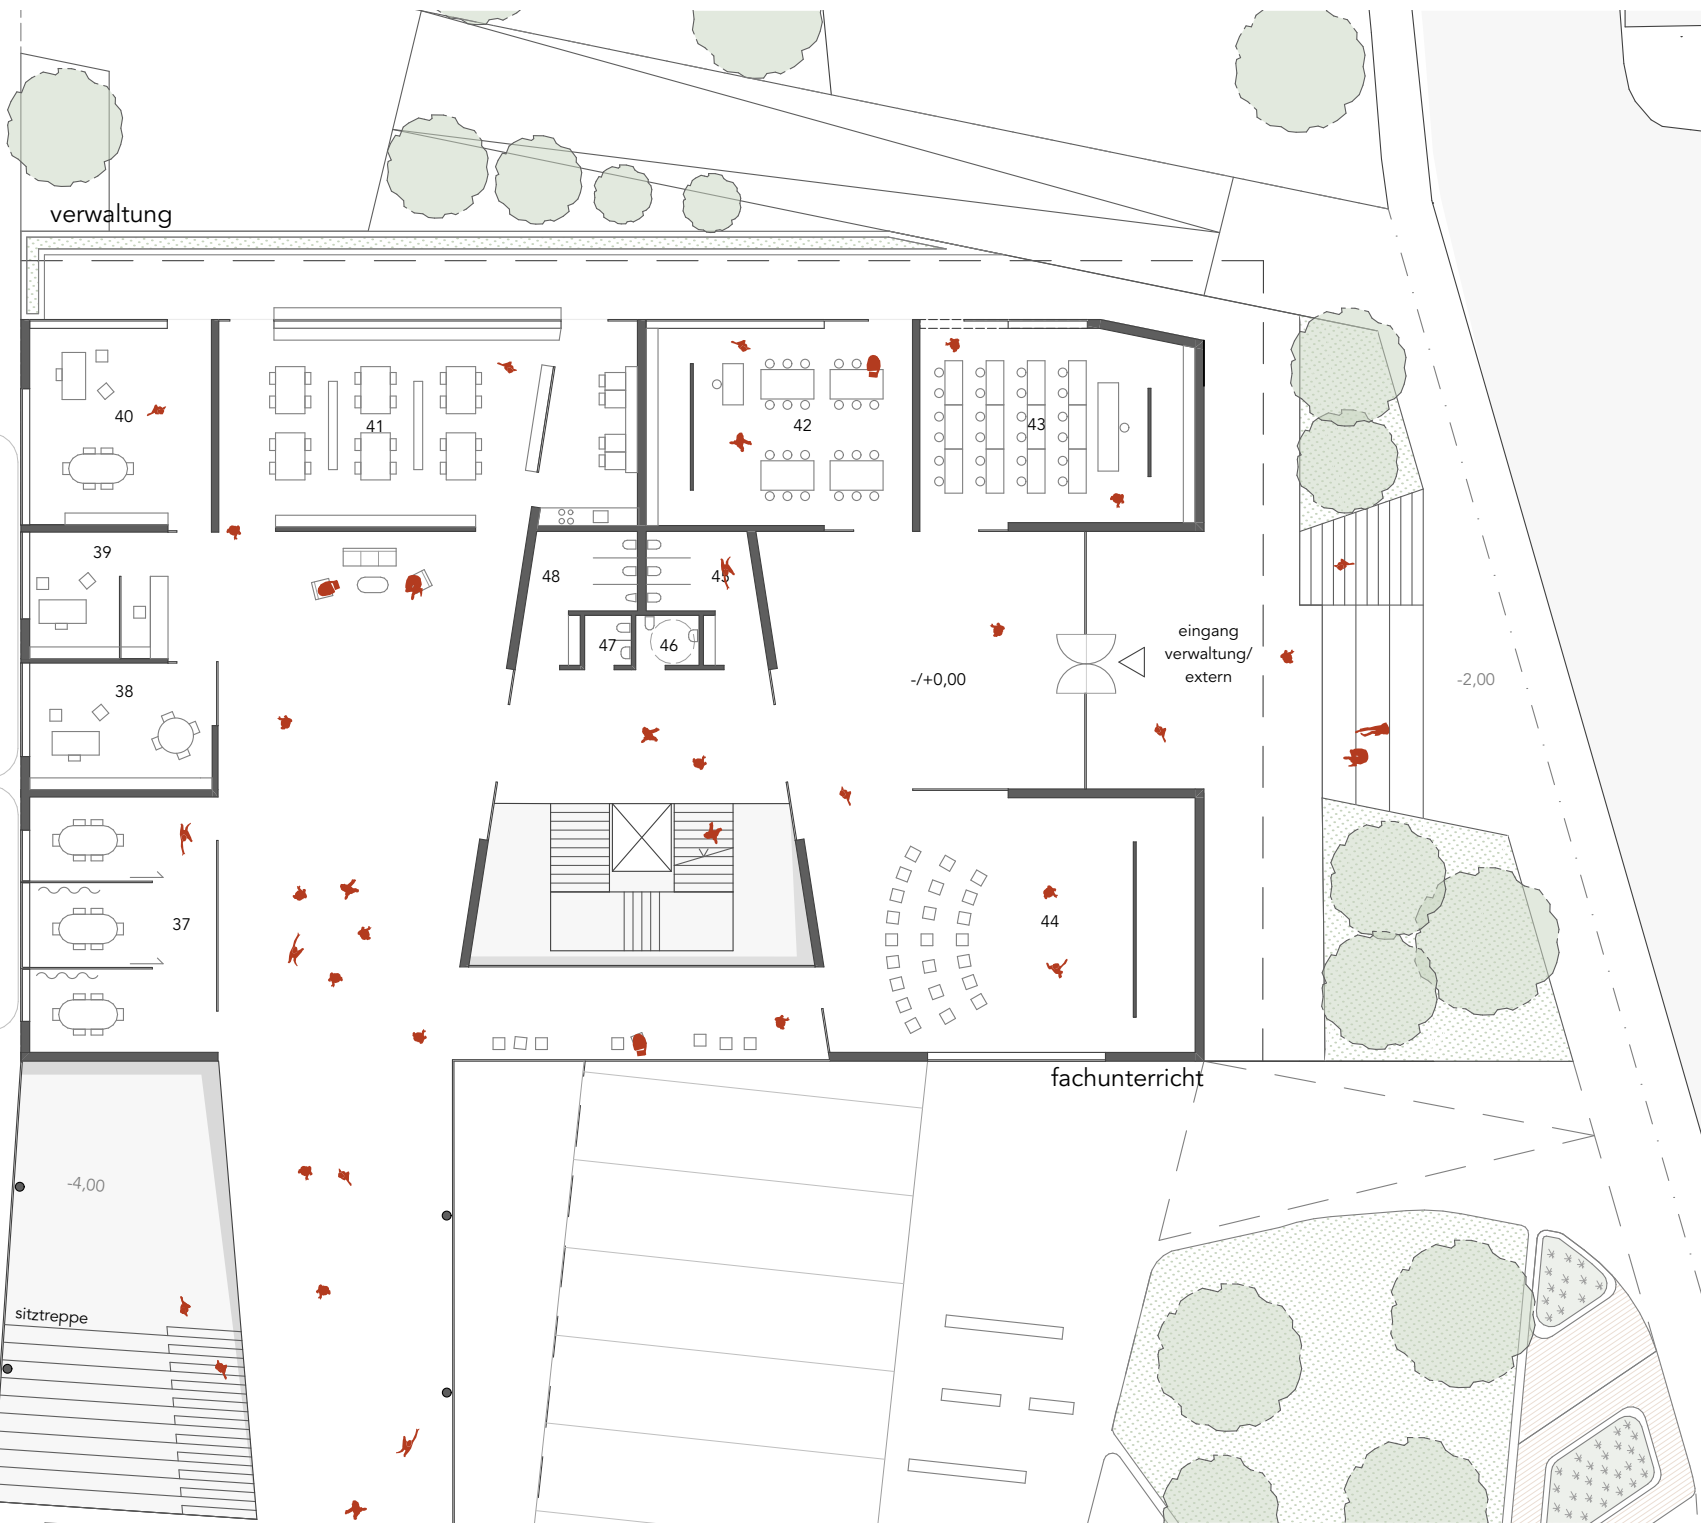 verwaltung
40
41
42
43
39
48
45
47
46
38
eingang
verwaltung/
extern
-/+0,00
-2,00
37
44
fachunterricht
-4,00
sitztreppe